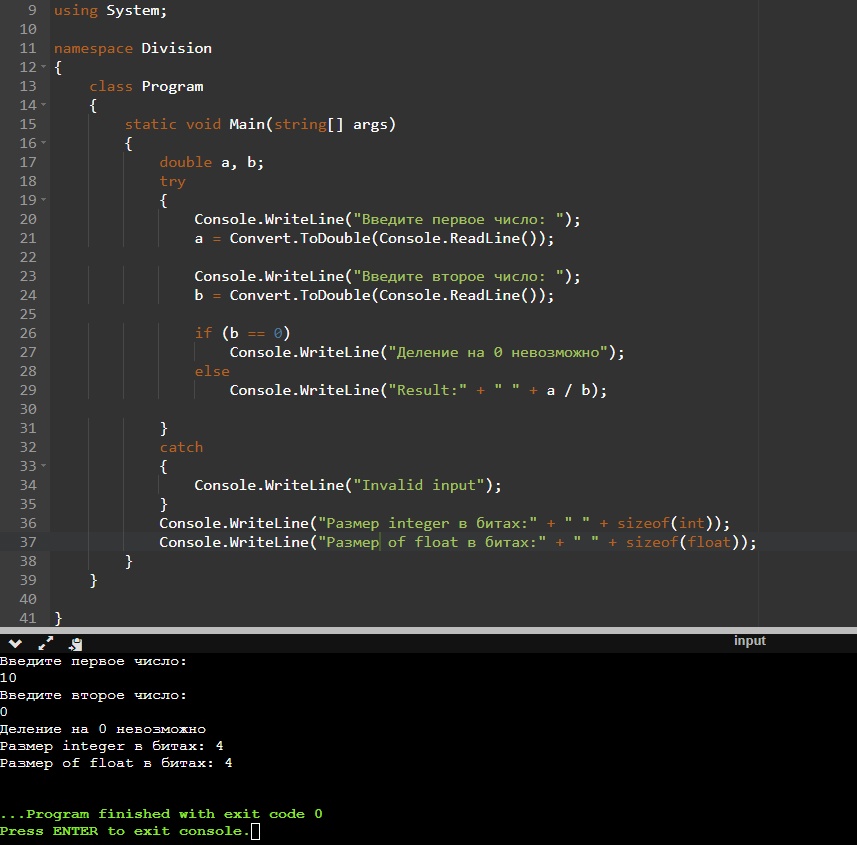 9 using System;
10
11 namespace Division
12 {
13 class Program
14 {
15 static void Main(string[] args)
16 {
17 double a, b;
18 try
19 {
20 Console.WriteLine("Введите первое число: ");
21 a = Convert.ToDouble(Console.ReadLine());
22
23 Console.WriteLine("Введите второе число: ");
24 b = Convert.ToDouble(Console.ReadLine());
25
26 if (b == 0)
27 Console.WriteLine("Деление на 0 невозможно");
28 else
29 Console.WriteLine("Result:" + " " + a / b);
30
31 }
32 catch
33 {
34 Console.WriteLine("Invalid input");
35 }
36 Console.WriteLine("Размер integer в битах:" + " " + sizeof(int));
37 Console.WriteLine("Размер of float в битах:" + " " + sizeof(float));
38 }
39 }
40
41 }
input
Введите первое число:
10
Введите второе число:
0
Деление на 0 невозможно
Размер integer в битах: 4
Размер of float в битах: 4
...Program finished with exit code 0
Press ENTER to exit console.